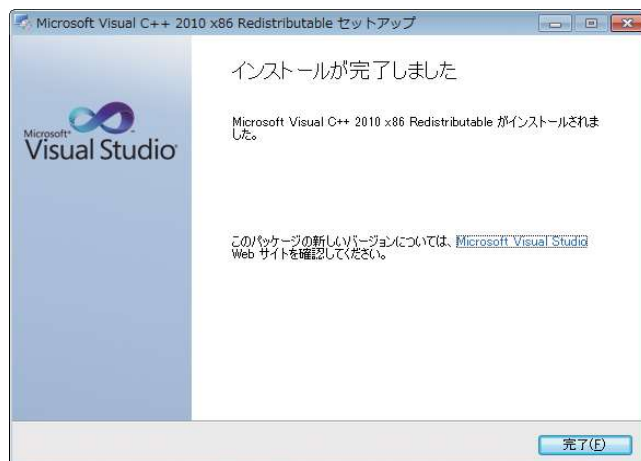 Microsoft Visual C++ 2010 x86 Redistributable セットアップ
インストールが完了しました
Microsoft Visual C++ 2010 x86 Redistributable がインストールされま
した。
Microsoft
Visual Studio
このパッケージの新しいバージョンについては、Microsoft Visual Studio
Web サイトを確認してください。
完了(F)